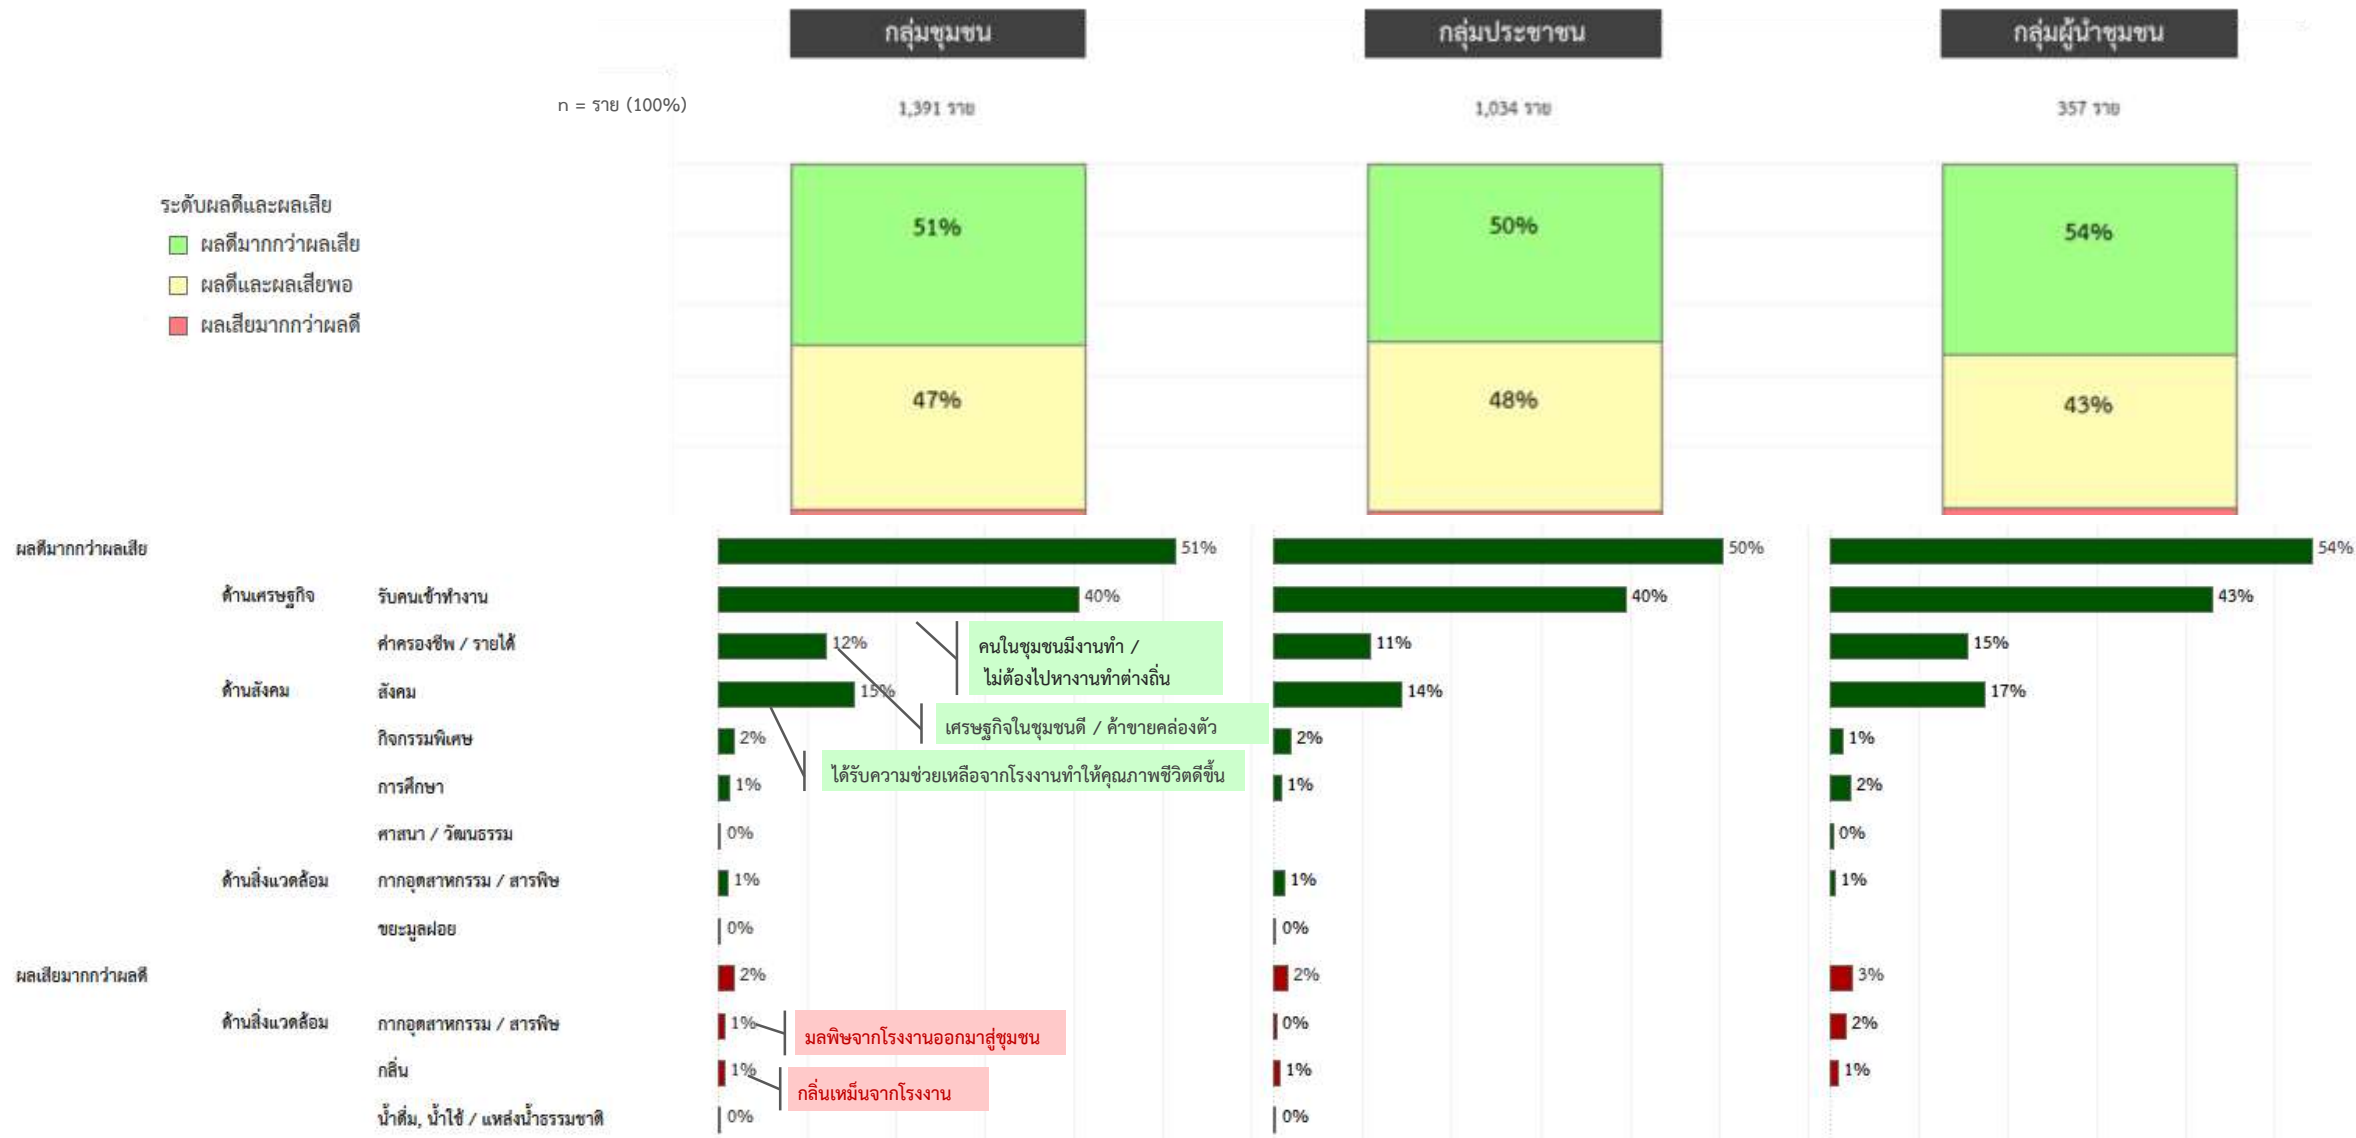 กลุ่มชุมชน กลุ่มประชาชน กลุ่มผู้นำชุมชน
n = ราย (100%) 1,391 ราย 1,034 ราย 357 ราย
ระดับผลดีและผลเสีย
ผลดีมากกว่าผลเสีย
ผลดีและผลเสียพอ
ผลเสียมากกว่าผลดี
51% 50% 54%
47% 48% 43%
ผลดีมากกว่าผลเสีย 51% 50% 54%
ด้านเศรษฐกิจ รับคนเข้าทำงาน 40% 40% 43%
คนในชุมชนมีงานทำ /
ไม่ต้องไปหางานทำต่างถิ่น
ค่าครองชีพ / รายได้ 12% 11% 15%
ด้านสังคม สังคม 15% 14% 17%
เศรษฐกิจในชุมชนดี / ค้าขายคล่องตัว
กิจกรรมพิเศษ 2% 2% 1%
ได้รับความช่วยเหลือจากโรงงานทำให้คุณภาพชีวิตดีขึ้น
การศึกษา 1% 1% 2%
ศาสนา / วัฒนธรรม 0% 0%
ด้านสิ่งแวดล้อม กากอุตสาหกรรม / สารพิษ 1% 1% 1%
ขยะมูลฝอย 0% 0%
ผลเสียมากกว่าผลดี 2% 2% 3%
ด้านสิ่งแวดล้อม กากอุตสาหกรรม / สารพิษ 1% 0% 2%
มลพิษจากโรงงานออกมาสู่ชุมชน
กลิ่น 1% 1% 1%
กลิ่นเหม็นจากโรงงาน
น้ำดื่ม, น้ำใช้ / แหล่งน้ำธรรมชาติ 0% 0%